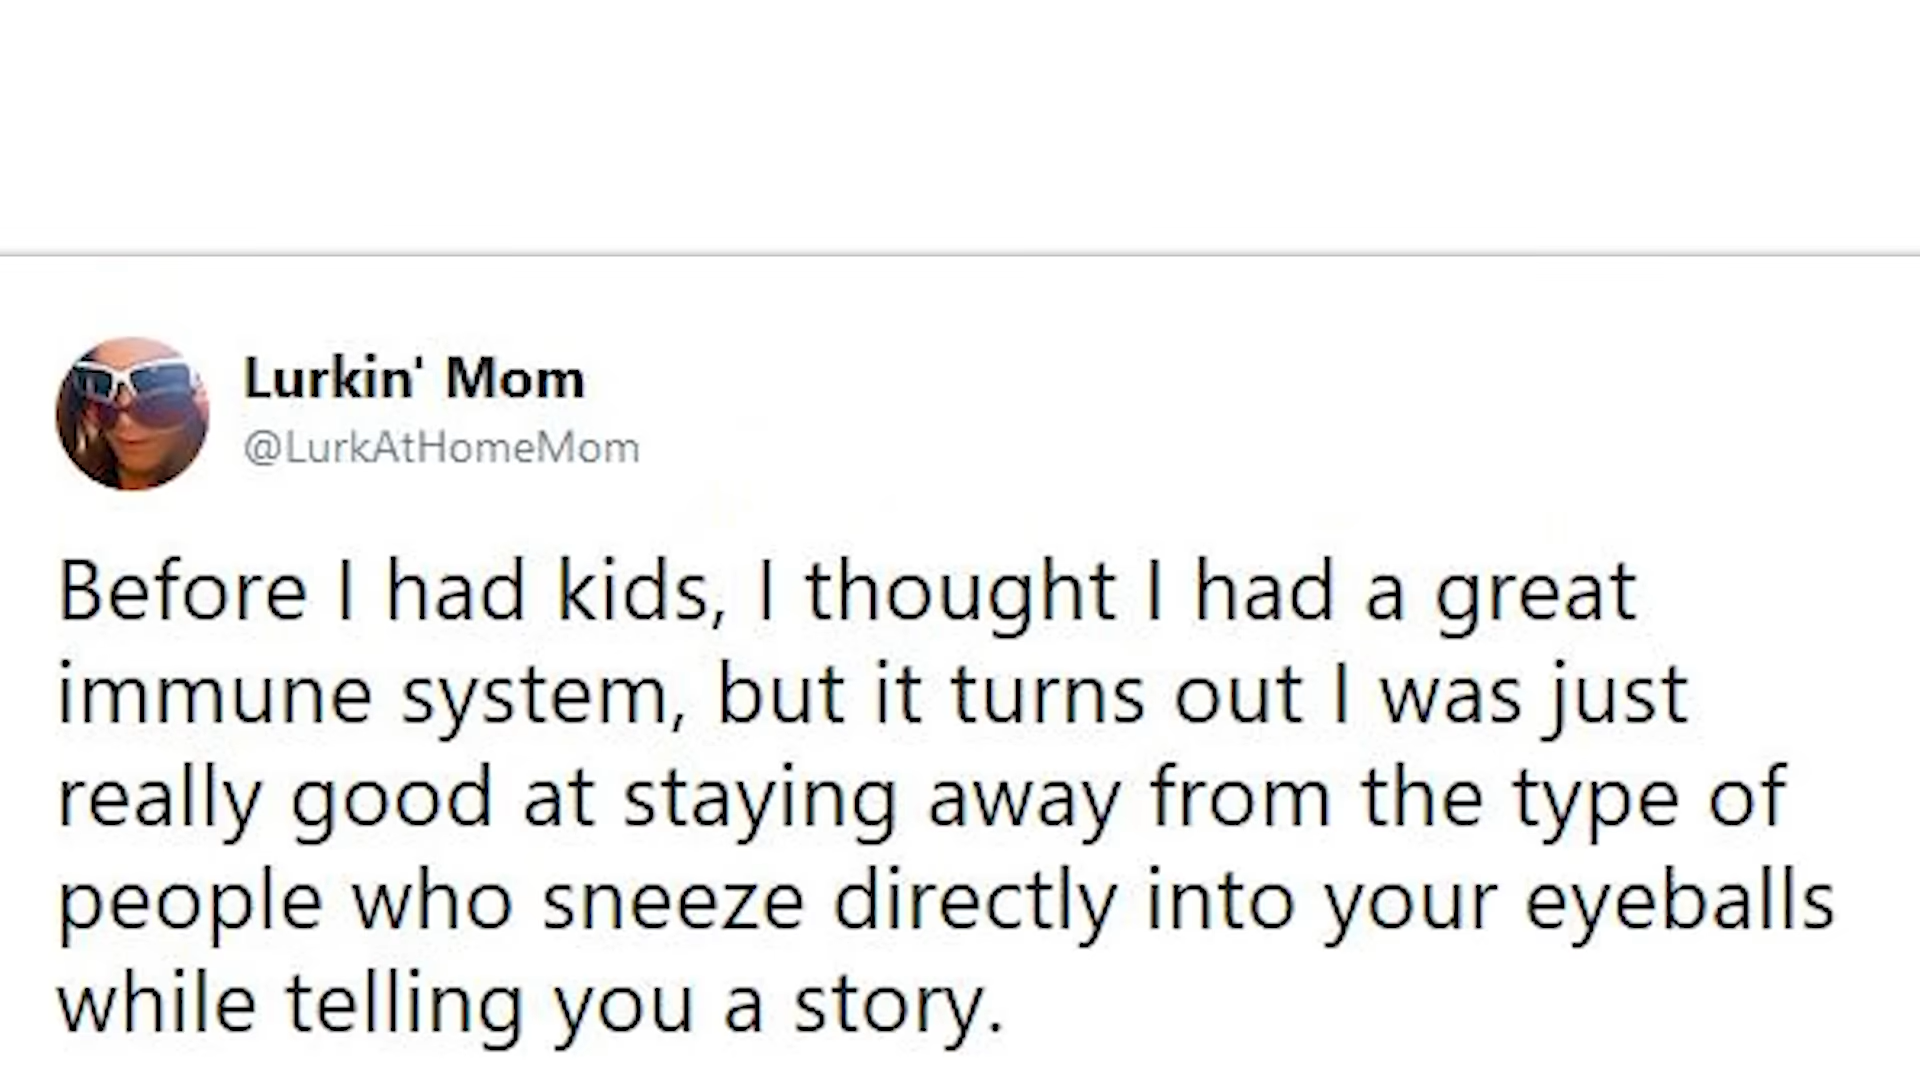 Lurkin' Mom
@LurkAtHomeMom
Before I had kids, I thought I had a great
immune system, but it turns out I was just
really good at staying away from the type of
people who sneeze directly into your eyeballs
while telling you a story.